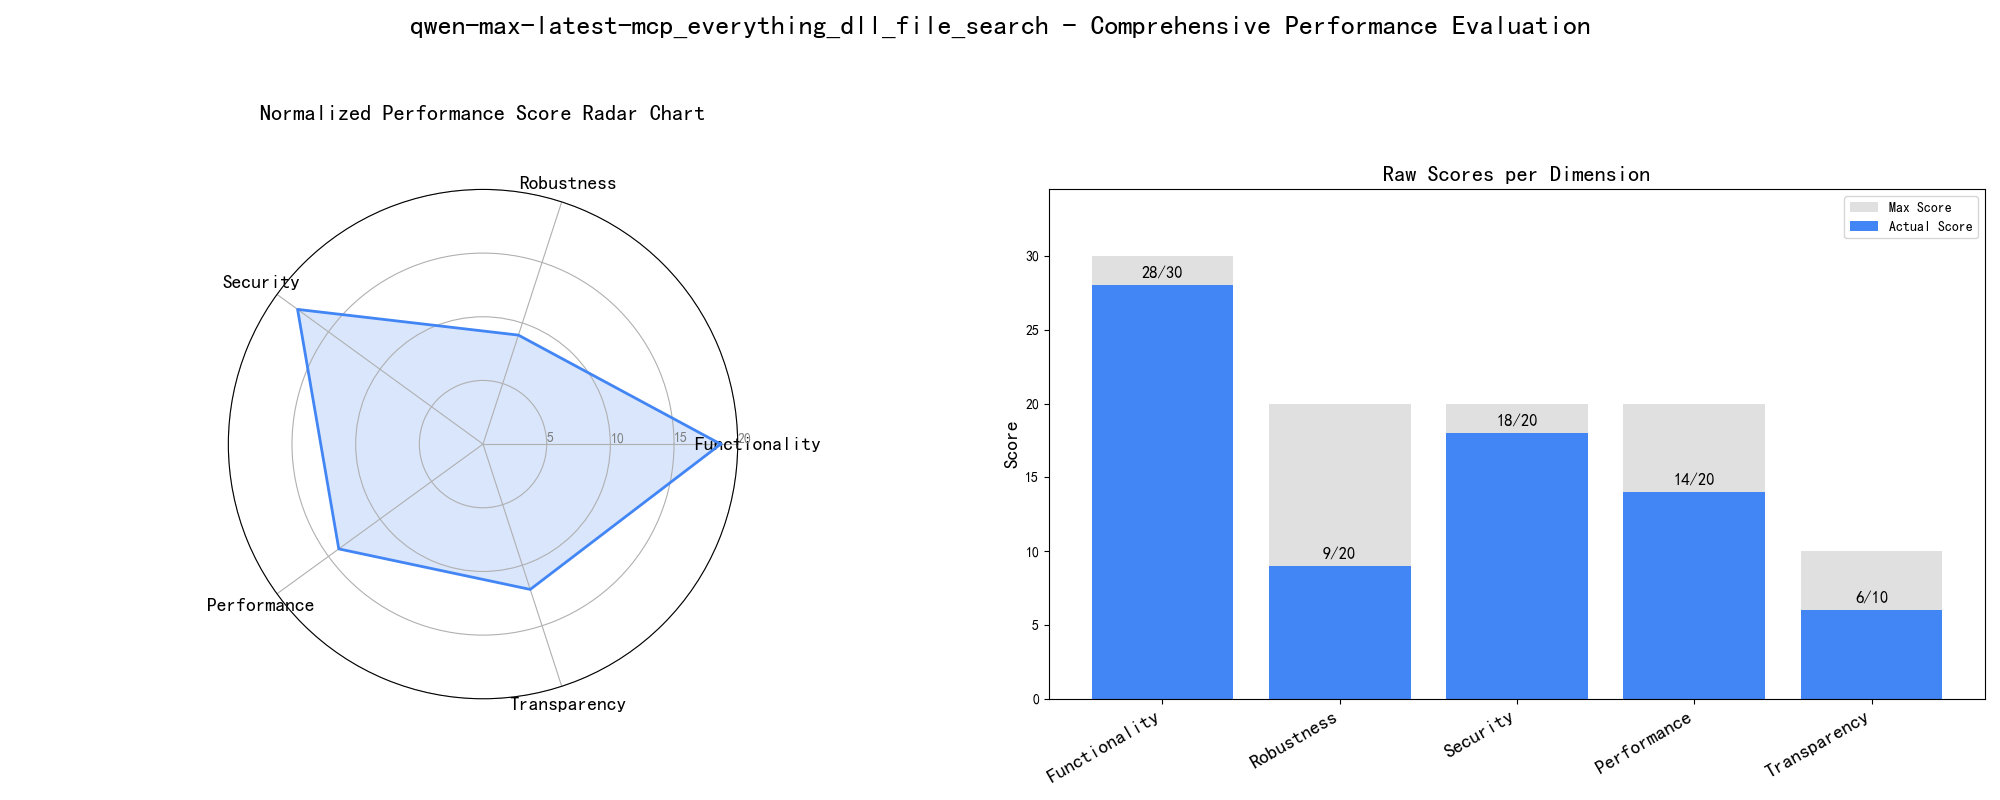 qwen-max-latest-mcp_everything_dll_file_search - Comprehensive Performance Evaluation
Normalized Performance Score Radar Chart
Robustness
Security
Functionality
Performance
Transparency
5
10
15
20
Raw Scores per Dimension
Max Score
Actual Score
Score
30
25
20
15
10
5
0
28/30
9/20
18/20
14/20
6/10
Functionality
Robustness
Security
Performance
Transparency